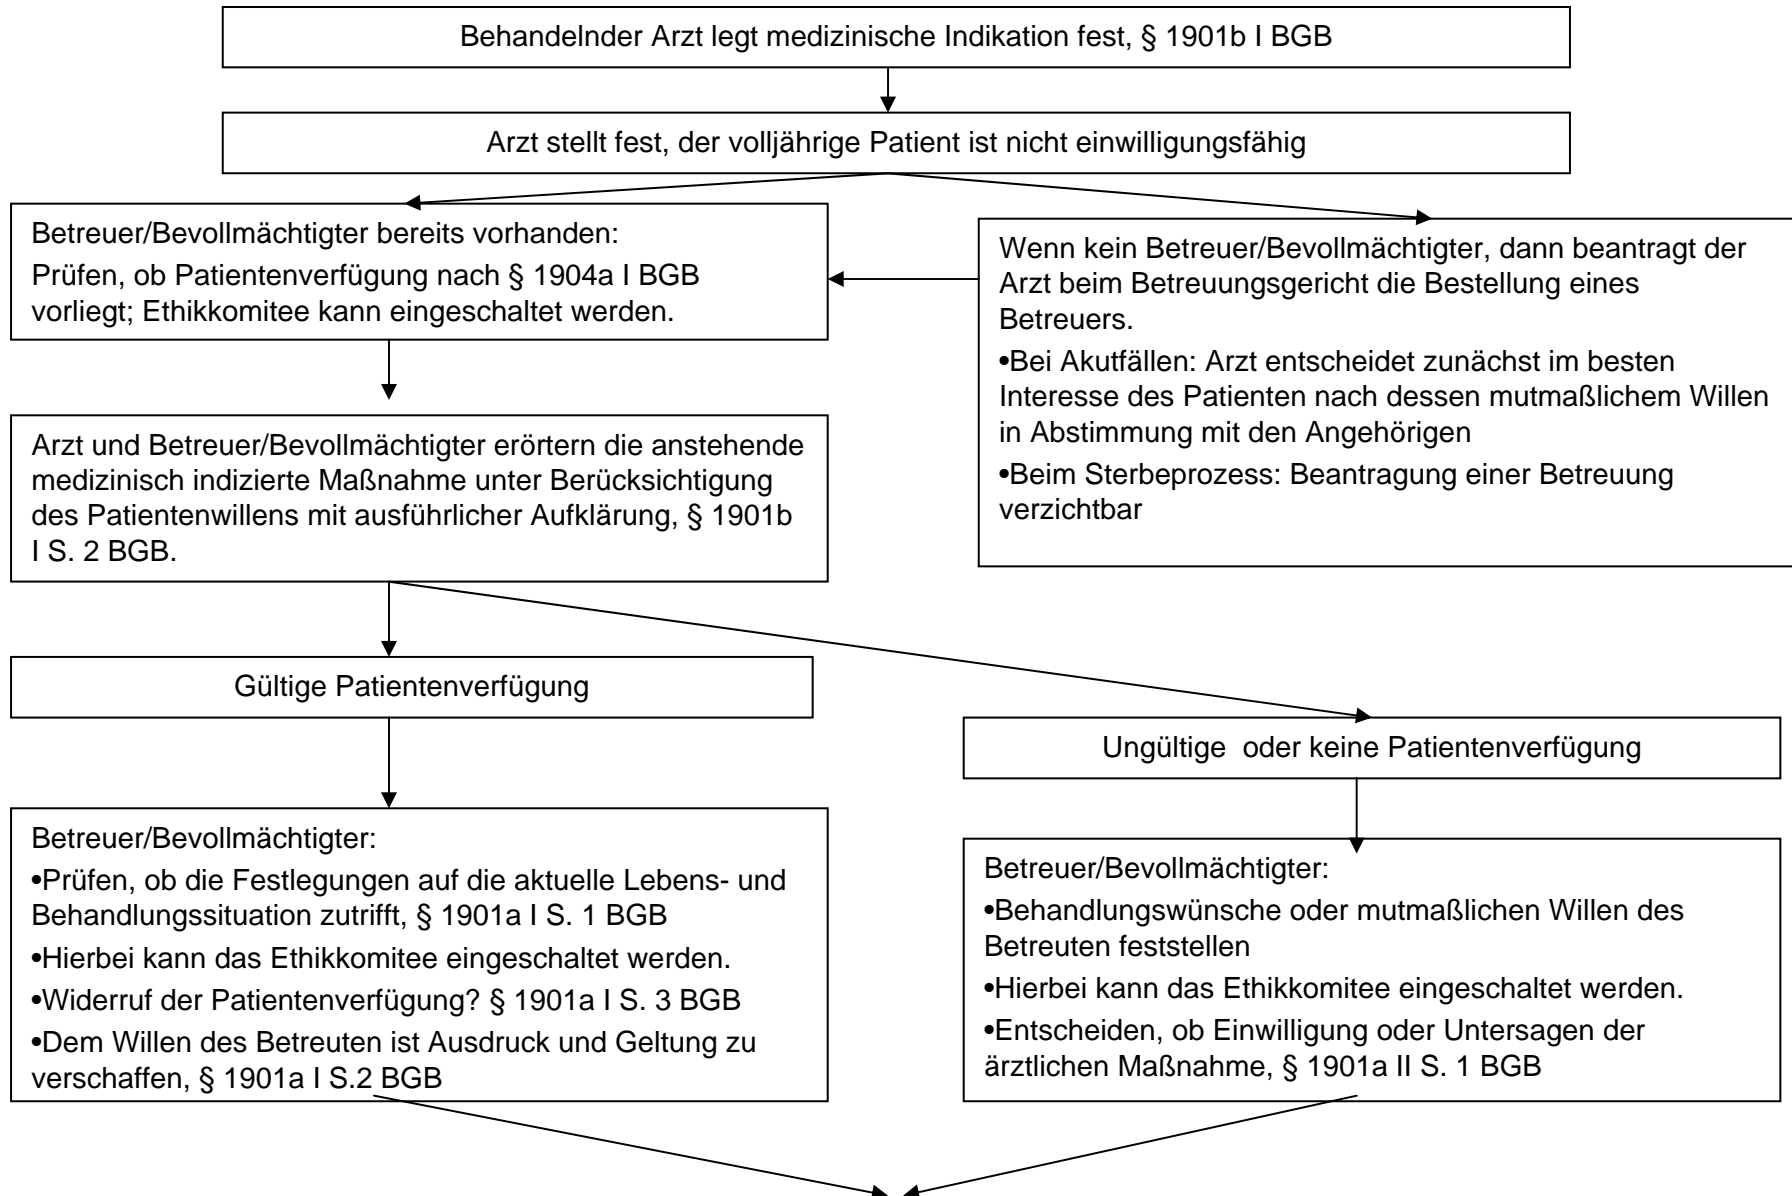 Behandelnder Arzt legt medizinische Indikation fest, § 1901b I BGB
Arzt stellt fest, der volljährige Patient ist nicht einwilligungsfähig
Betreuer/Bevollmächtigter bereits vorhanden:
Prüfen, ob Patientenverfügung nach § 1904a I BGB
vorliegt; Ethikkomitee kann eingeschaltet werden.
Wenn kein Betreuer/Bevollmächtigter, dann beantragt der
Arzt beim Betreuungsgericht die Bestellung eines
Betreuers.
•Bei Akutfällen: Arzt entscheidet zunächst im besten
Interesse des Patienten nach dessen mutmaßlichem Willen
in Abstimmung mit den Angehörigen
•Beim Sterbeprozess: Beantragung einer Betreuung
verzichtbar
Arzt und Betreuer/Bevollmächtigter erörtern die anstehende
medizinisch indizierte Maßnahme unter Berücksichtigung
des Patientenwillens mit ausführlicher Aufklärung, § 1901b
I S. 2 BGB.
Gültige Patientenverfügung
Ungültige  oder keine Patientenverfügung
Betreuer/Bevollmächtigter:
•Prüfen, ob die Festlegungen auf die aktuelle Lebens- und
Behandlungssituation zutrifft, § 1901a I S. 1 BGB
•Hierbei kann das Ethikkomitee eingeschaltet werden.
•Widerruf der Patientenverfügung? § 1901a I S. 3 BGB
•Dem Willen des Betreuten ist Ausdruck und Geltung zu
verschaffen, § 1901a I S.2 BGB
Betreuer/Bevollmächtigter:
•Behandlungswünsche oder mutmaßlichen Willen des
Betreuten feststellen
•Hierbei kann das Ethikkomitee eingeschaltet werden.
•Entscheiden, ob Einwilligung oder Untersagen der
ärztlichen Maßnahme, § 1901a II S. 1 BGB